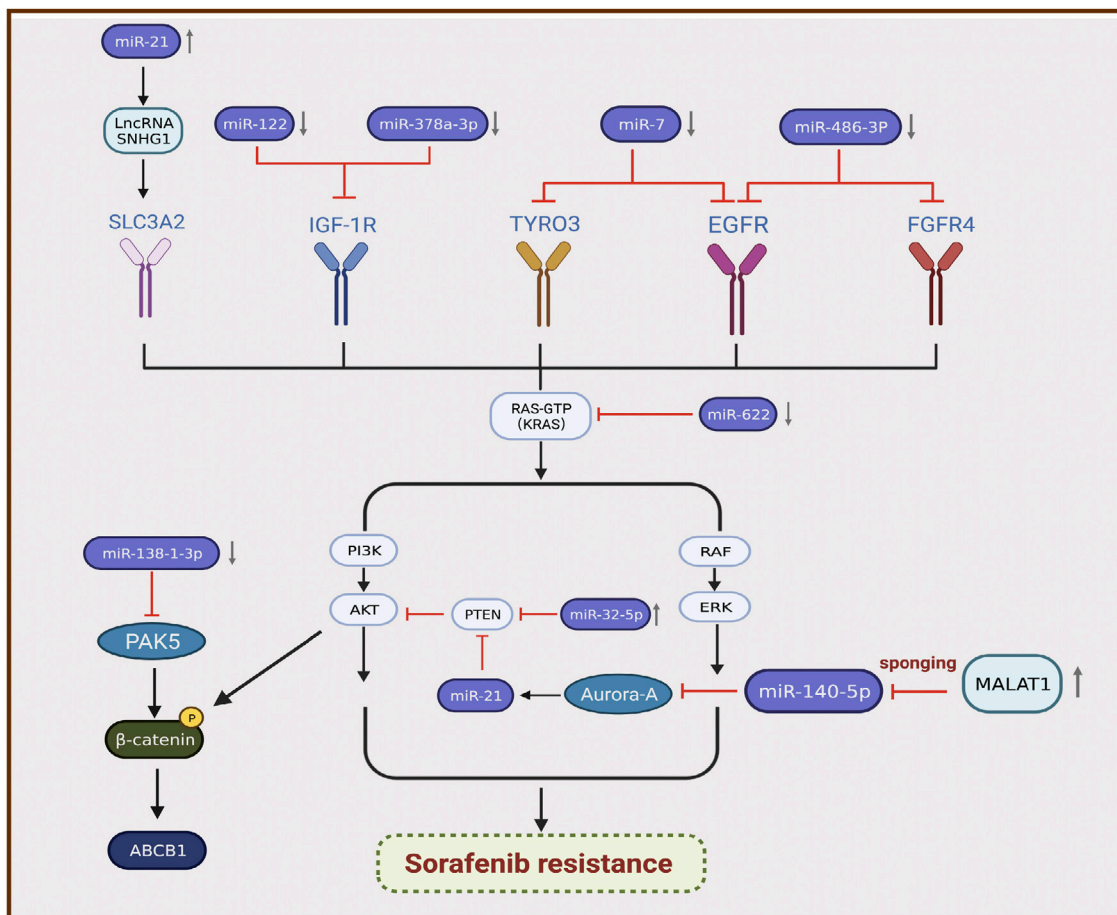 miR-21
LncRNA
SNHG1
miR-122
miR-378a-3p
miR-7
miR-486-3P
SLC3A2
IGF-1R
TYRO3
EGFR
FGFR4
RAS-GTP
(KRAS)
miR-622
miR-138-1-3p
PI3K
RAF
AKT
PTEN
miR-32-5p
ERK
PAK5
sponging
miR-21
Aurora-A
miR-140-5p
MALAT1
P
β-catenin
ABCB1
Sorafenib resistance